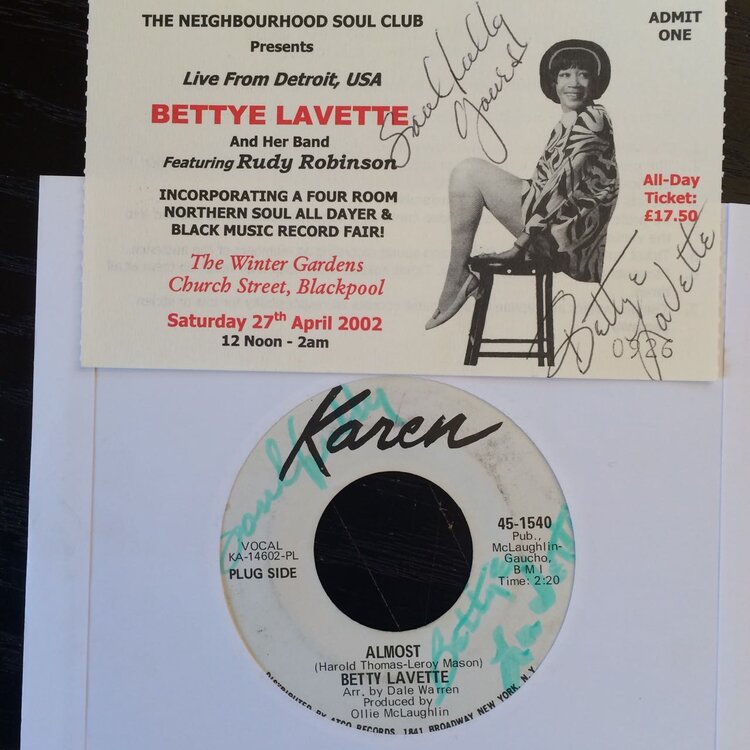 THE NEIGHBOURHOOD SOUL CLUB
Presents
Live From Detroit, USA
BETTYE LAVETTE
And Her Band
Featuring Rudy Robinson
INCORPORATING A FOUR ROOM
NORTHERN SOUL ALL DAYER &
BLACK MUSIC RECORD FAIR!
The Winter Gardens
Church Street, Blackpool
Saturday 27th April 2002
12 Noon - 2am
ADMIT
ONE
Soulfully
Yours
All-Day
Ticket:
£17.50
Bettye
LaVette
0926
Karen
Soulfully
VOCAL
KA-14602-PL
PLUG SIDE
45-1540
Pub.,
McLaughlin-
Gaucho,
BMI
Time: 2:20
Bettye
LaVette
ALMOST
(Harold Thomas-Leroy Mason)
BETTY LAVETTE
Arr. by Dale Warren
Produced by
Ollie McLaughlin
DISTRIBUTED BY ATCO RECORDS, 1841 BROADWAY NEW YORK, N.Y.